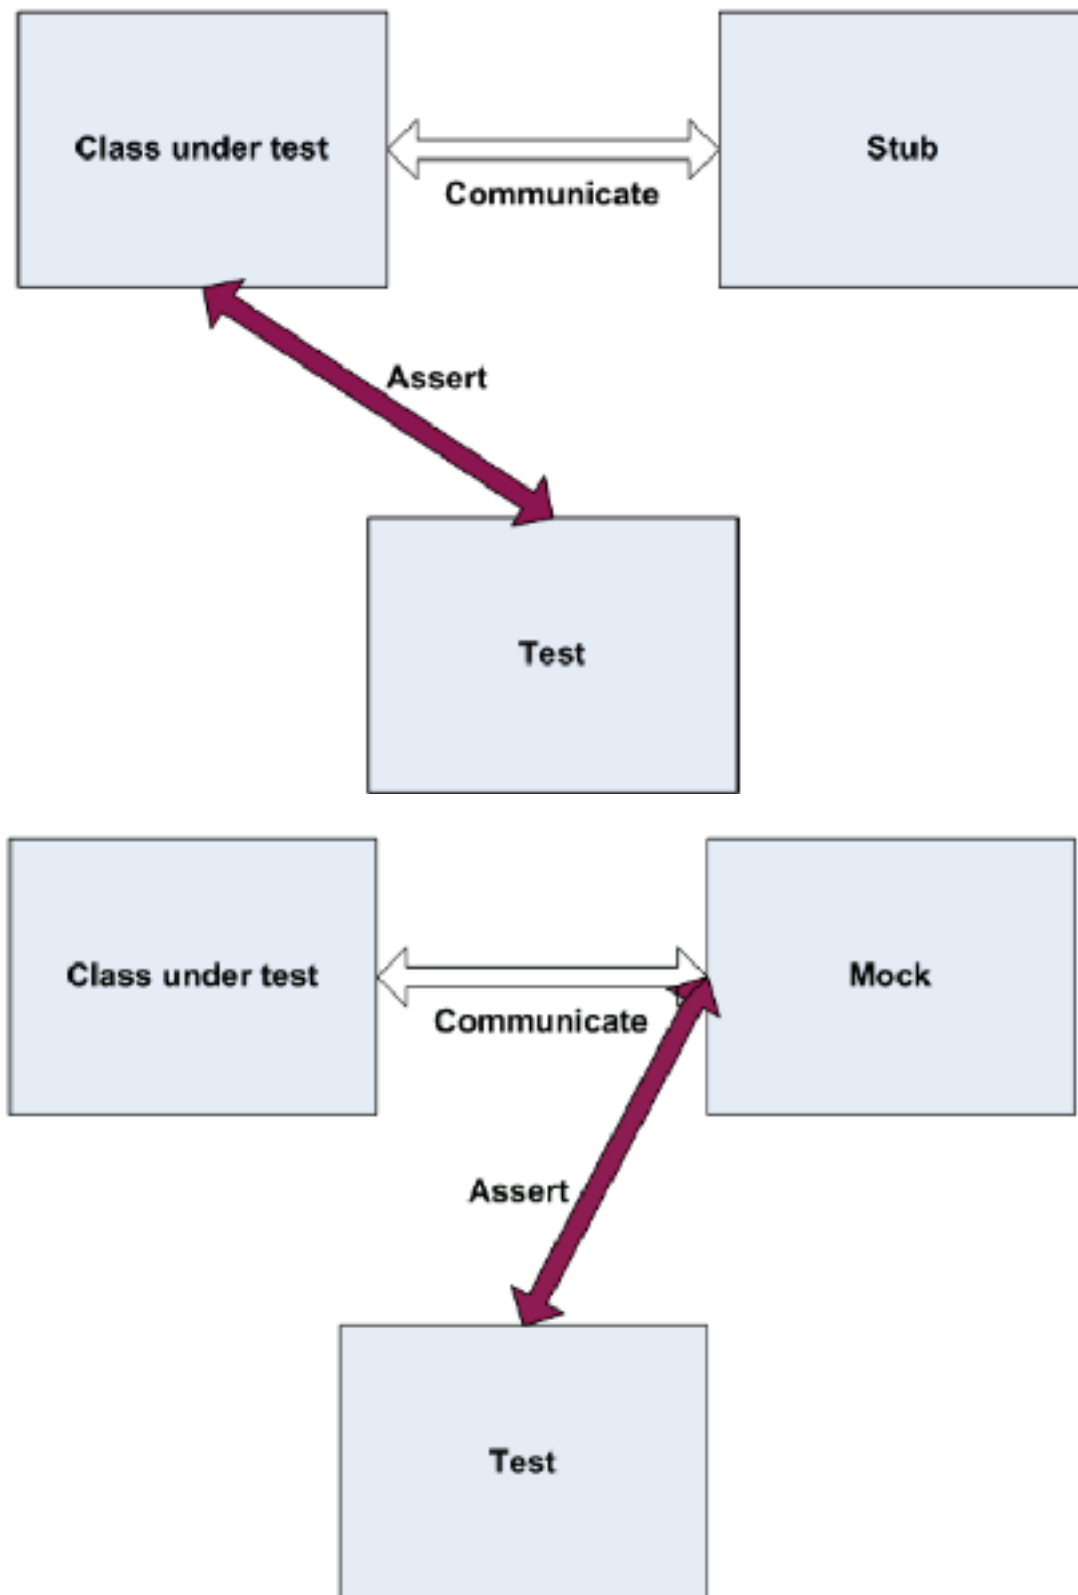 Class under test
Stub
Communicate
Assert
Test
Class under test
Mock
Communicate
Assert
Test